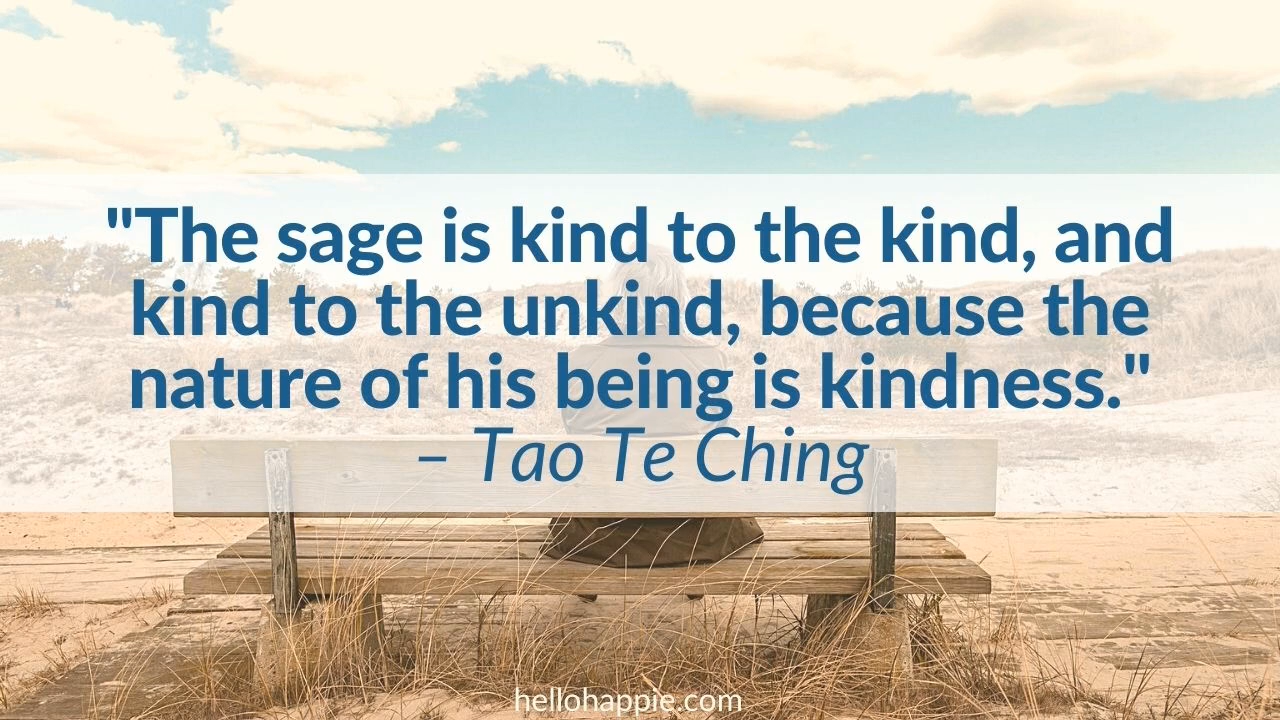 "The sage is kind to the kind, and
kind to the unkind, because the
nature of his being is kindness."
– Tao Te Ching
hellohappie.com